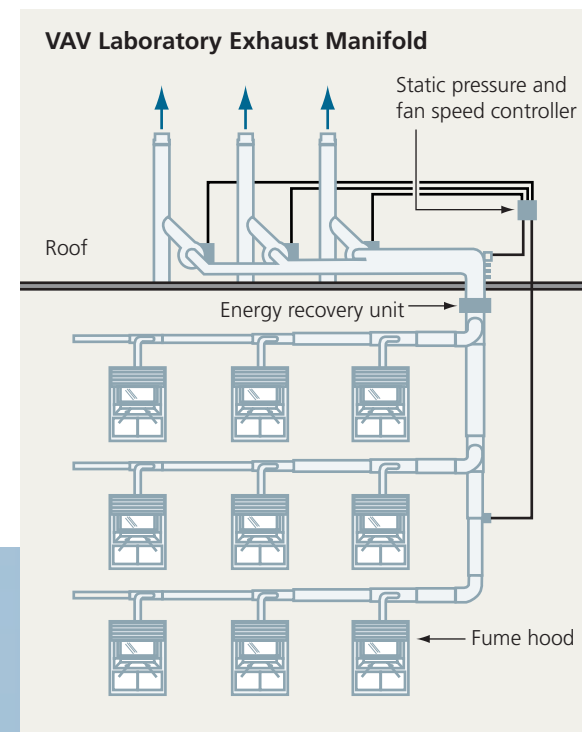 VAV Laboratory Exhaust Manifold
Static pressure and
fan speed controller
Roof
Energy recovery unit
Fume hood